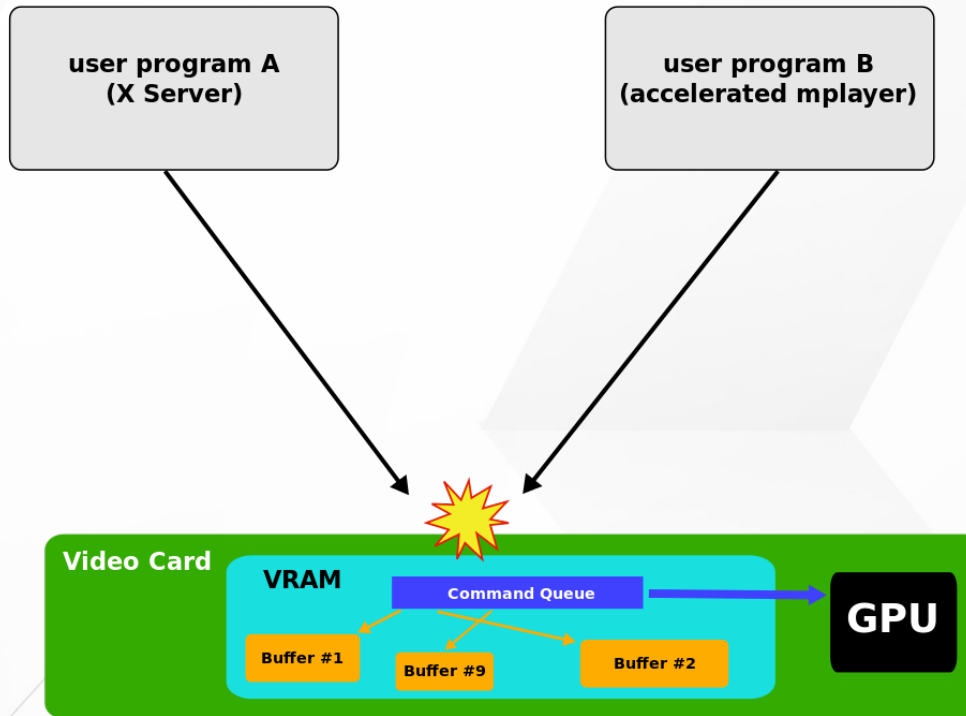 user program A
(X Server)
user program B
(accelerated mplayer)
Video Card
VRAM
Command Queue
GPU
Buffer #1
Buffer #9
Buffer #2